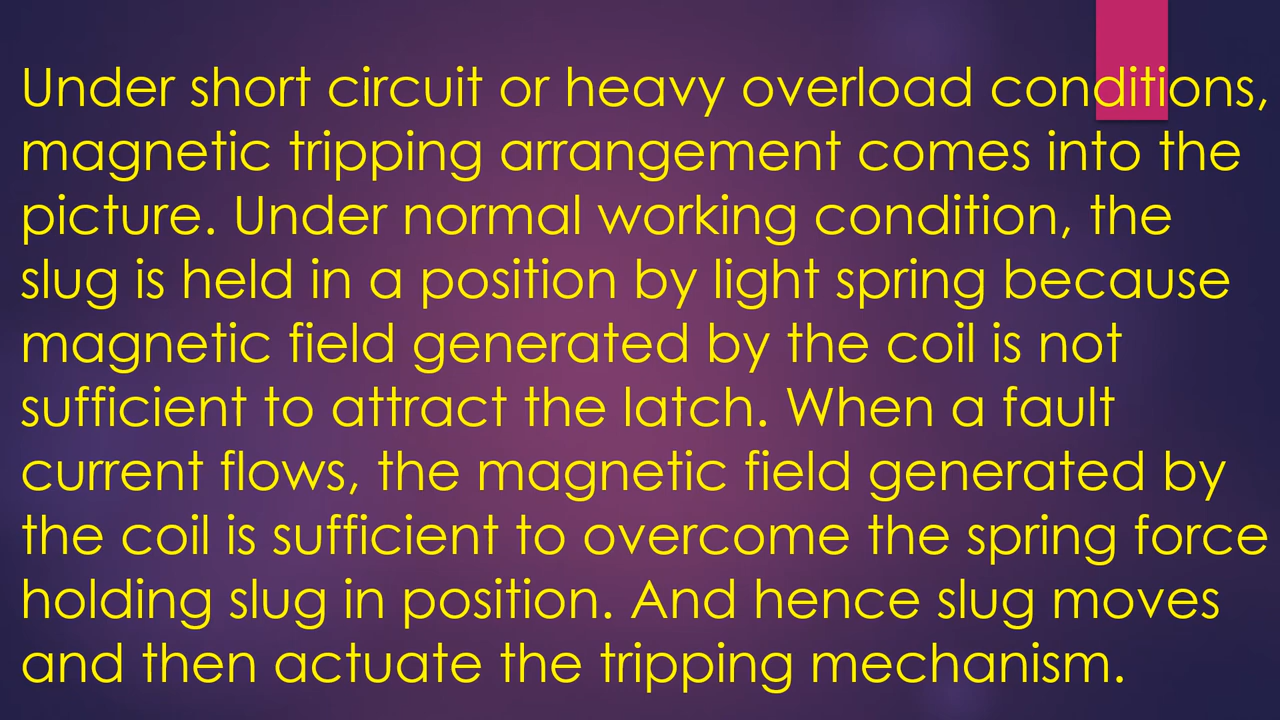 Under short circuit or heavy overload conditions,
magnetic tripping arrangement comes into the
picture. Under normal working condition, the
slug is held in a position by light spring because
magnetic field generated by the coil is not
sufficient to attract the latch. When a fault
current flows, the magnetic field generated by
the coil is sufficient to overcome the spring force
holding slug in position. And hence slug moves
and then actuate the tripping mechanism.